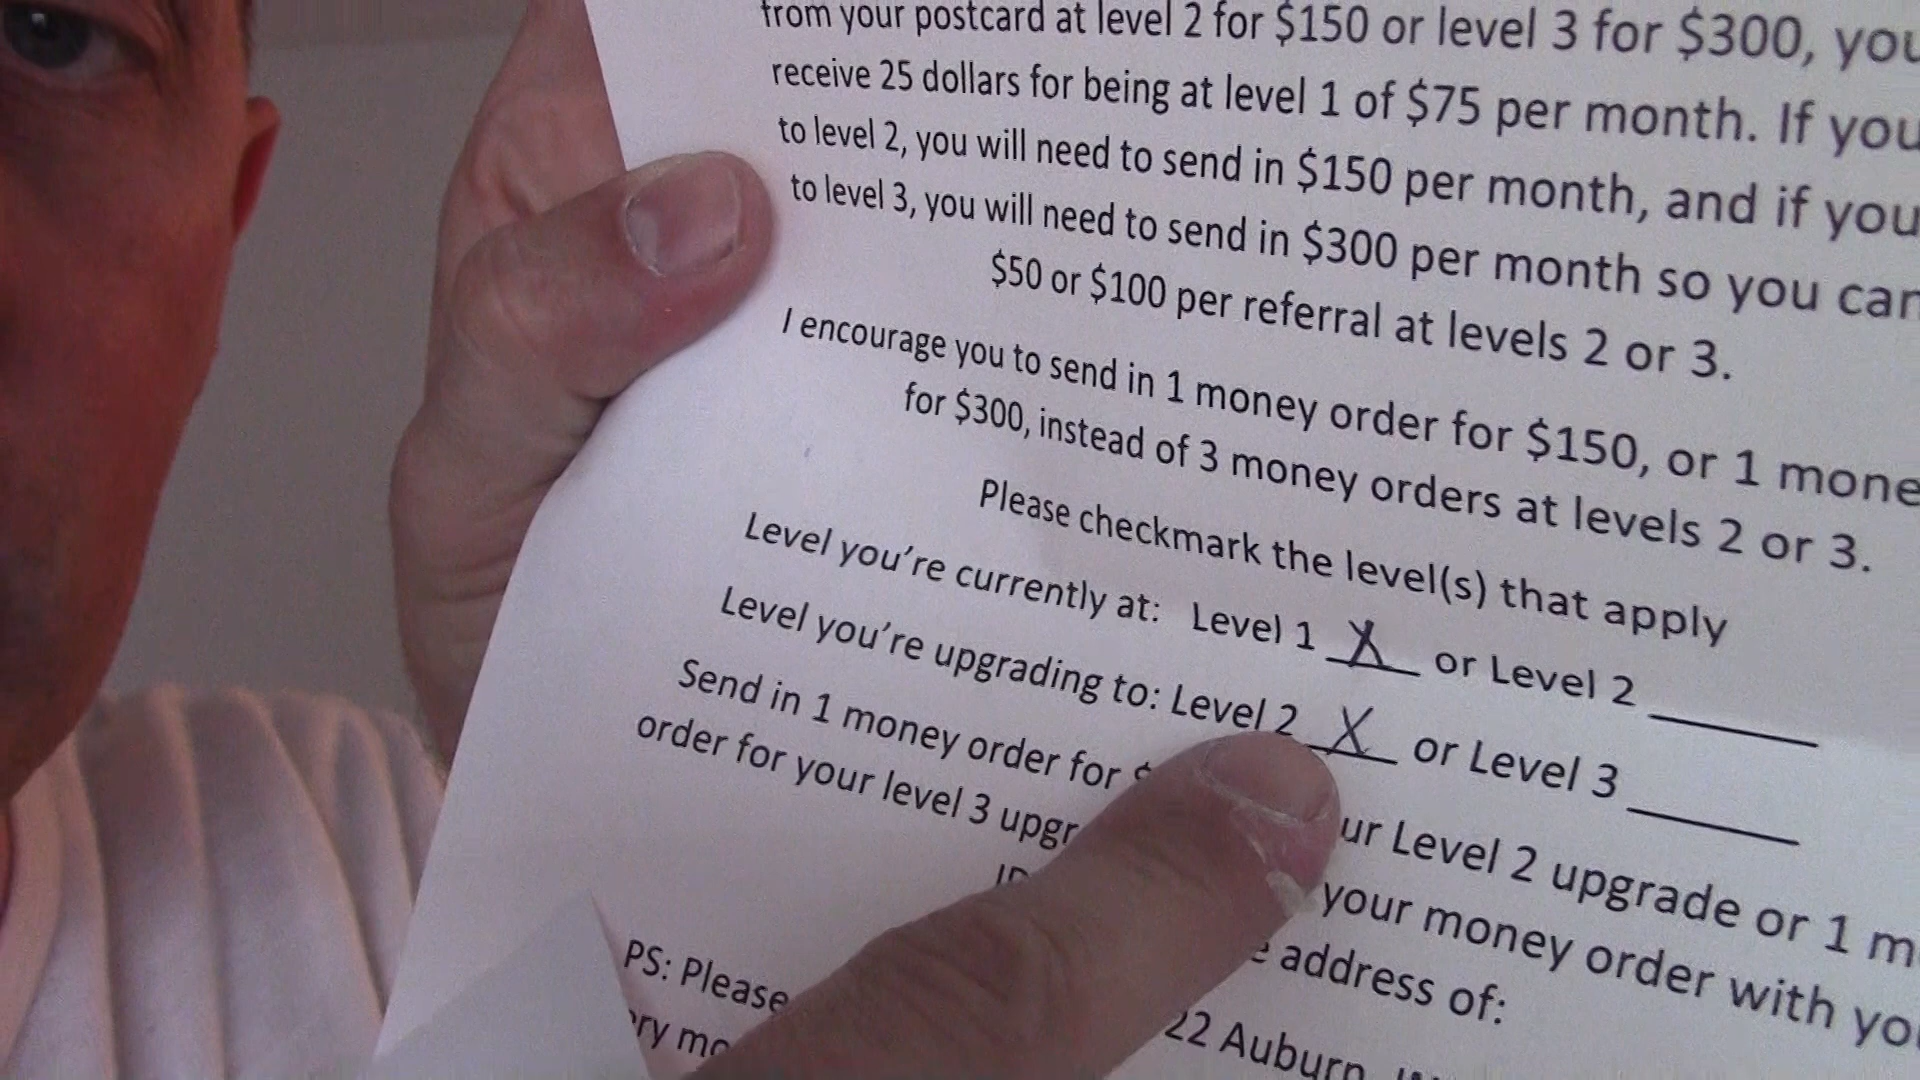 from your postcard at level 2 for $150 or level 3 for $300, you
receive 25 dollars for being at level 1 of $75 per month. If you
to level 2, you will need to send in $150 per month, and if you
to level 3, you will need to send in $300 per month so you can
$50 or $100 per referral at levels 2 or 3.
I encourage you to send in 1 money order for $150, or 1 mone
for $300, instead of 3 money orders at levels 2 or 3.
Please checkmark the level(s) that apply
Level you're currently at: Level 1 X or Level 2 ______
Level you're upgrading to: Level 2 X or Level 3 ______
Send in 1 money order for ur Level 2 upgrade or 1 m
order for your level 3 upgr your money order with yo
address of:
PS: Please 22 Auburn
ry mo